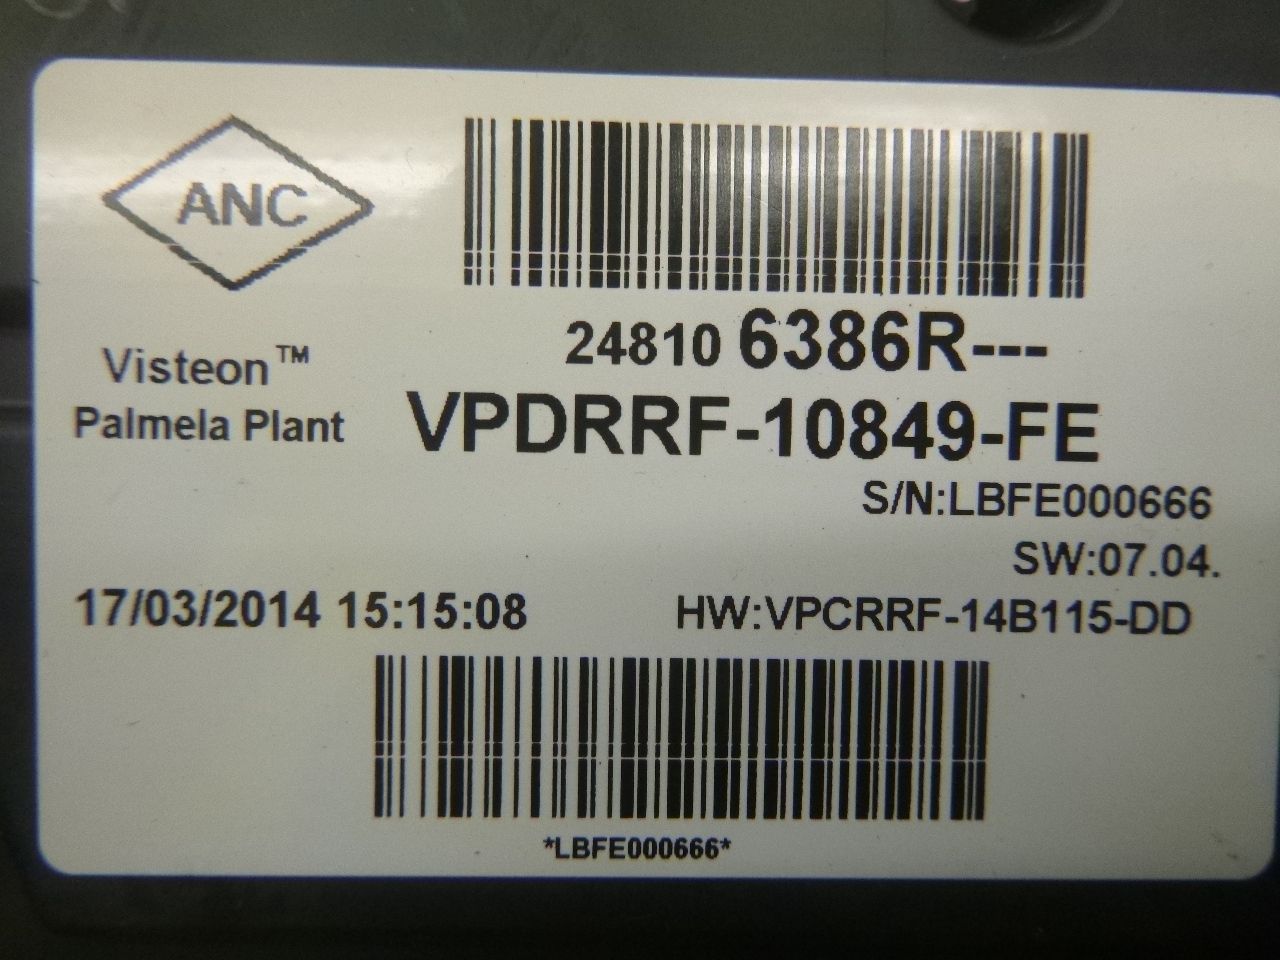 ANC
24810 6386R---
Visteon™
Palmela Plant
VPDRRF-10849-FE
S/N:LBFE000666
SW:07.04.
17/03/2014 15:15:08
HW:VPCRRF-14B115-DD
*LBFE000666*